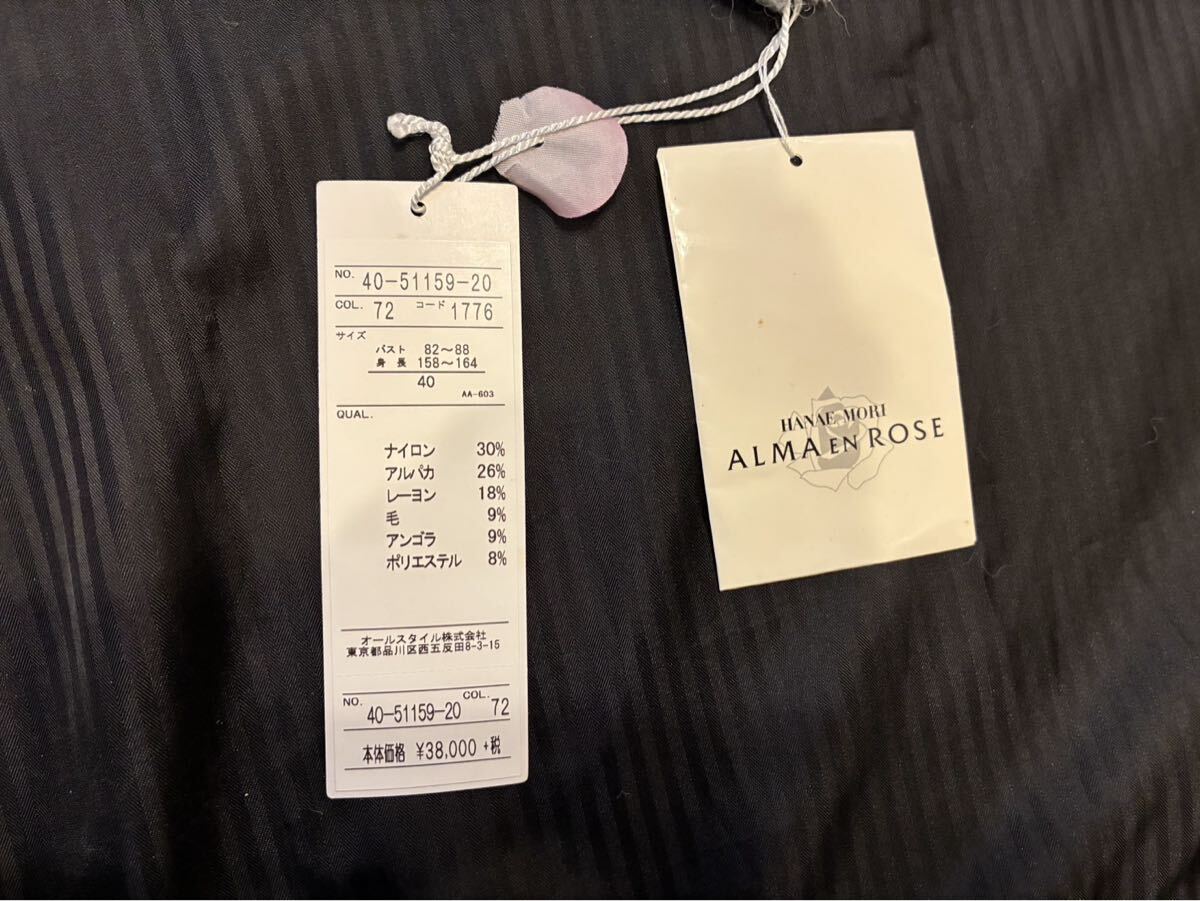 NO. 40-51159-20
COL. 72 コード 1776
サイズ
バスト 82〜88
身長 158〜164
40
AA-603
QUAL.
ナイロン 30%
アルパカ 26%
レーヨン 18%
毛 9%
アンゴラ 9%
ポリエステル 8%
オールスタイル株式会社
東京都品川区西五反田8-3-15
NO. 40-51159-20 COL. 72
本体価格 ¥38,000 +税
HANAE MORI
ALMA EN ROSE